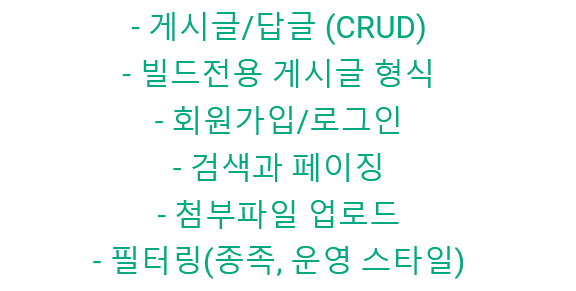 - 게시글/답글 (CRUD)
- 빌드전용 게시글 형식
- 회원가입/로그인
- 검색과 페이징
- 첨부파일 업로드
- 필터링(종족, 운영 스타일)